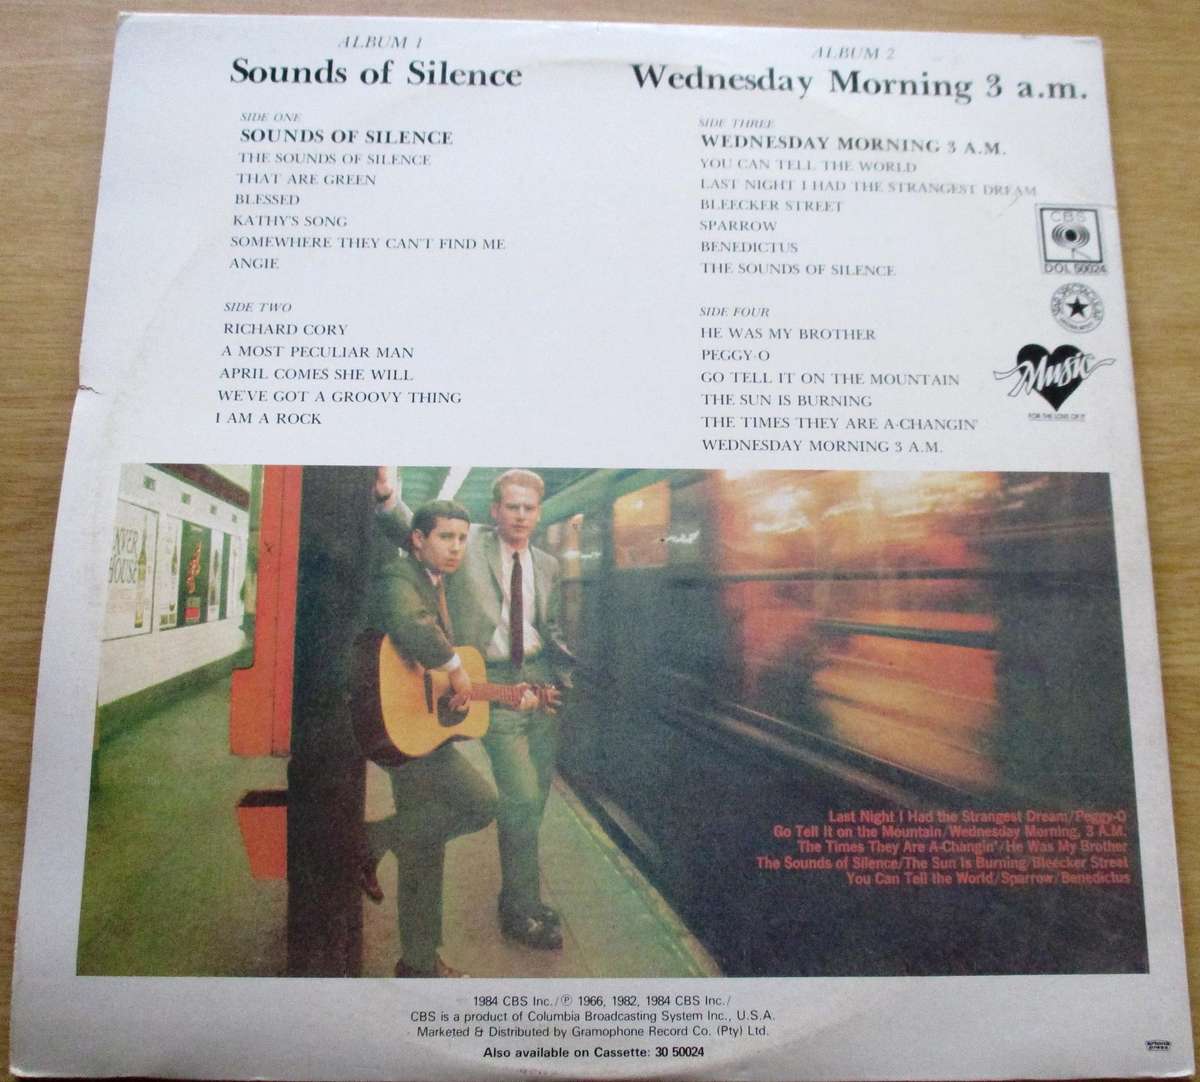 ALBUM 1
Sounds of Silence
SIDE ONE
SOUNDS OF SILENCE
THE SOUNDS OF SILENCE
THAT ARE GREEN
BLESSED
KATHY'S SONG
SOMEWHERE THEY CAN'T FIND ME
ANGIE
SIDE TWO
RICHARD CORY
A MOST PECULIAR MAN
APRIL COMES SHE WILL
WE'VE GOT A GROOVY THING
I AM A ROCK
ALBUM 2
Wednesday Morning 3 a.m.
SIDE THREE
WEDNESDAY MORNING 3 A.M.
YOU CAN TELL THE WORLD
LAST NIGHT I HAD THE STRANGEST DREAM
BLEECKER STREET
SPARROW
BENEDICTUS
THE SOUNDS OF SILENCE
SIDE FOUR
HE WAS MY BROTHER
PEGGY-O
GO TELL IT ON THE MOUNTAIN
THE SUN IS BURNING
THE TIMES THEY ARE A-CHANGIN'
WEDNESDAY MORNING 3 A.M.
CBS
DOL 50024
Music
FOR THE LOVE OF IT
HOUSE
Last Night I Had the Strangest Dream/Peggy-O
Go Tell It on the Mountain/Wednesday Morning, 3 A.M.
The Times They Are A-Changin'/He Was My Brother
The Sounds of Silence/The Sun Is Burning/Bleecker Street
You Can Tell the World/Sparrow/Benedictus
1984 CBS Inc./Ⓟ 1966, 1982, 1984 CBS Inc./
CBS is a product of Columbia Broadcasting System Inc., U.S.A.
Marketed & Distributed by Gramophone Record Co. (Pty) Ltd.
Also available on Cassette: 30 50024